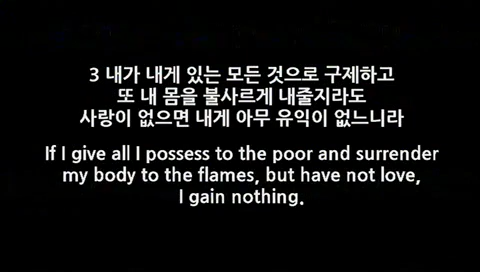 3 내가 내게 있는 모든 것으로 구제하고
또 내 몸을 불사르게 내줄지라도
사랑이 없으면 내게 아무 유익이 없느니라
If I give all I possess to the poor and surrender
my body to the flames, but have not love,
I gain nothing.